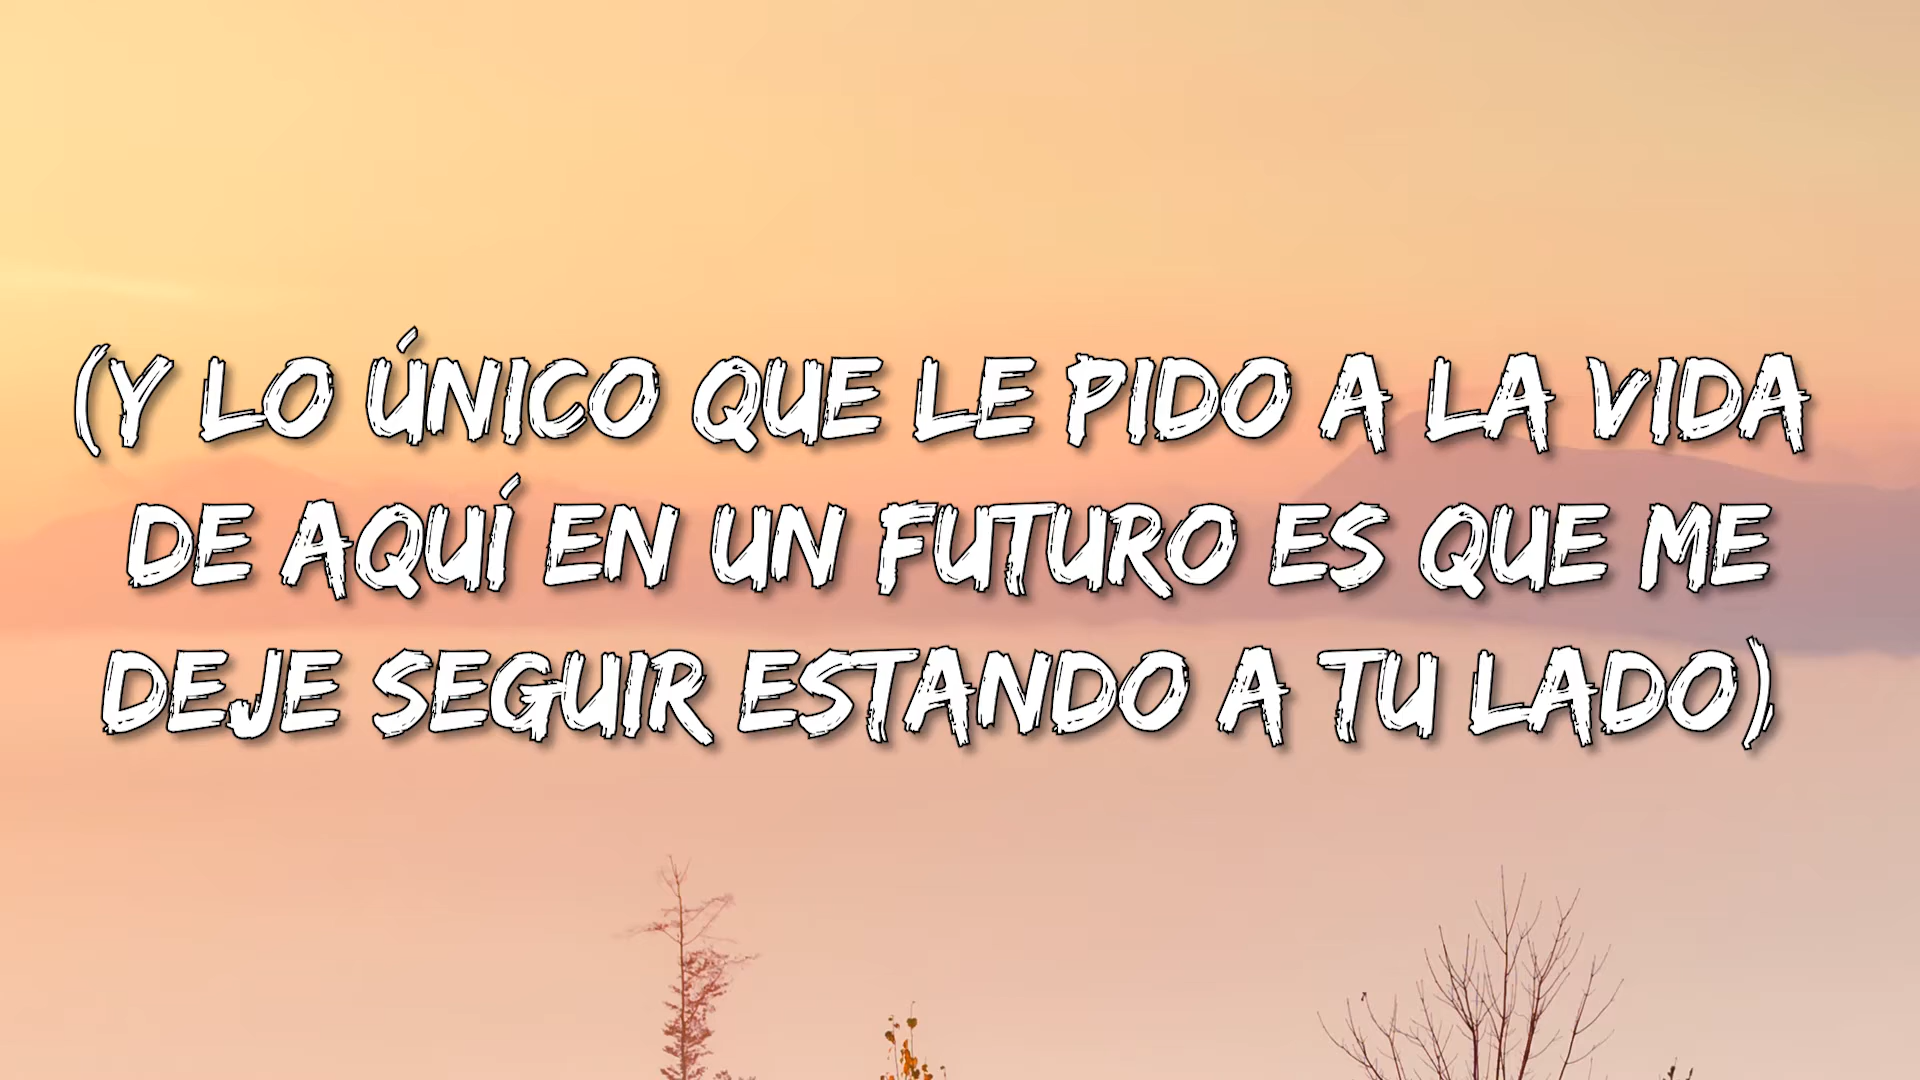 (Y LO ÚNICO QUE LE PIDO A LA VIDA
DE AQUÍ EN UN FUTURO ES QUE ME
DEJE SEGUIR ESTANDO A TU LADO)